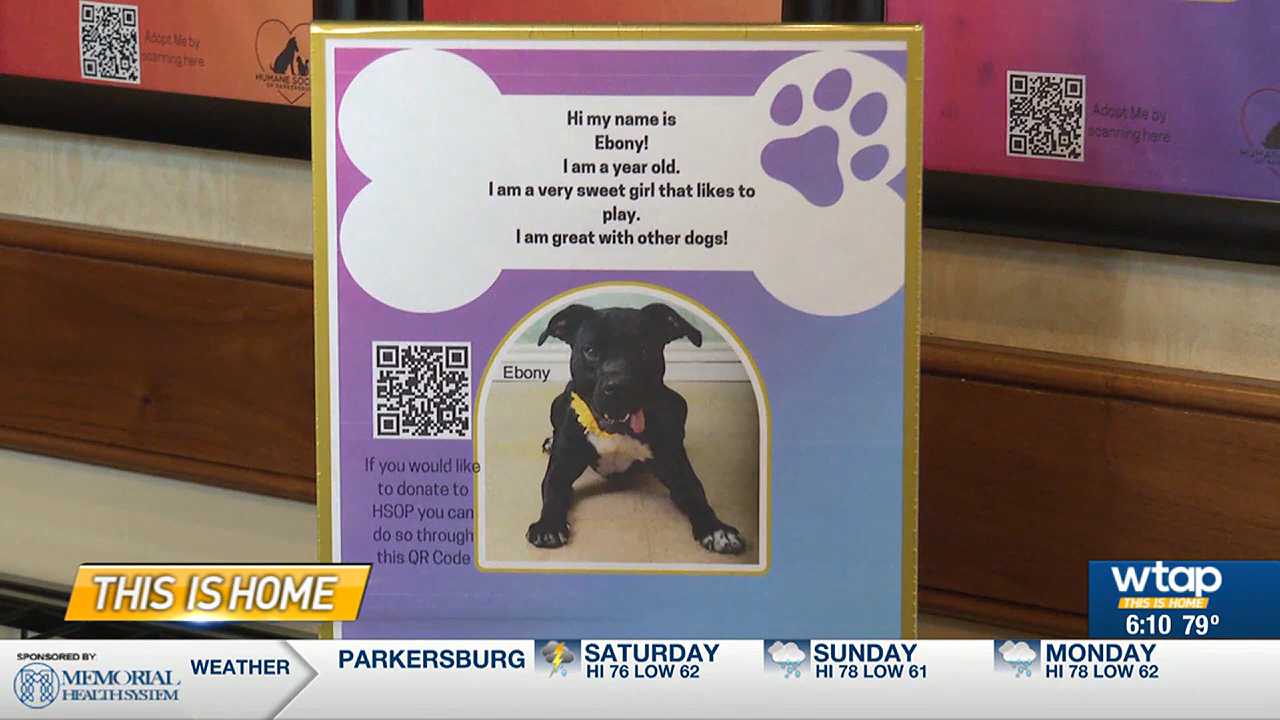 Adopt Me by
scanning here
HUMANE SOC
OF PARKERSBU
Hi my name is
Ebony!
I am a year old.
I am a very sweet girl that likes to
play.
I am great with other dogs!
Adopt Me by
scanning here
Ebony
If you would like
to donate to
HSOP you can
do so through
this QR Code
THIS IS HOME
wtap
THIS IS HOME
6:10 79°
SPONSORED BY:
MEMORIAL
HEALTH SYSTEM
WEATHER
PARKERSBURG
SATURDAY
HI 76 LOW 62
SUNDAY
HI 78 LOW 61
MONDAY
HI 78 LOW 62